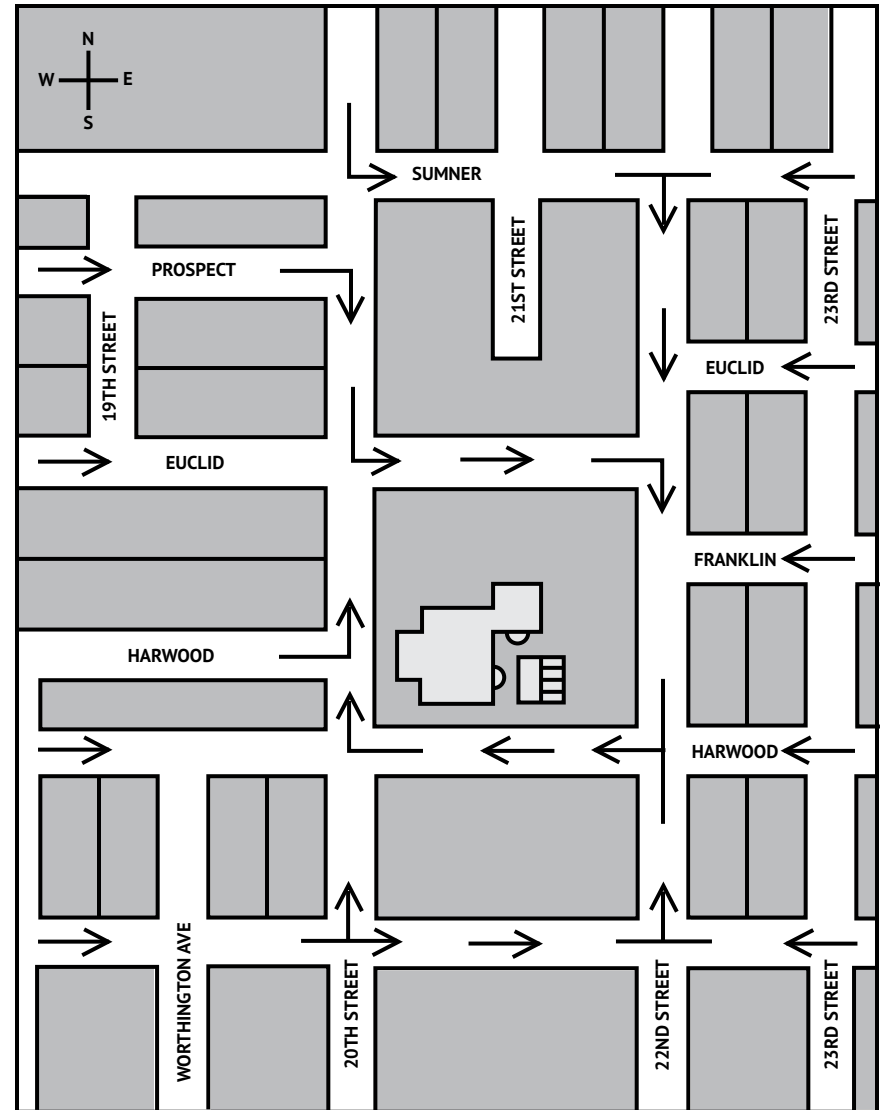 N
W E
S
SUMNER
21ST STREET
23RD STREET
PROSPECT
19TH STREET
EUCLID
EUCLID
FRANKLIN
HARWOOD
HARWOOD
WORTHINGTON AVE
20TH STREET
22ND STREET
23RD STREET